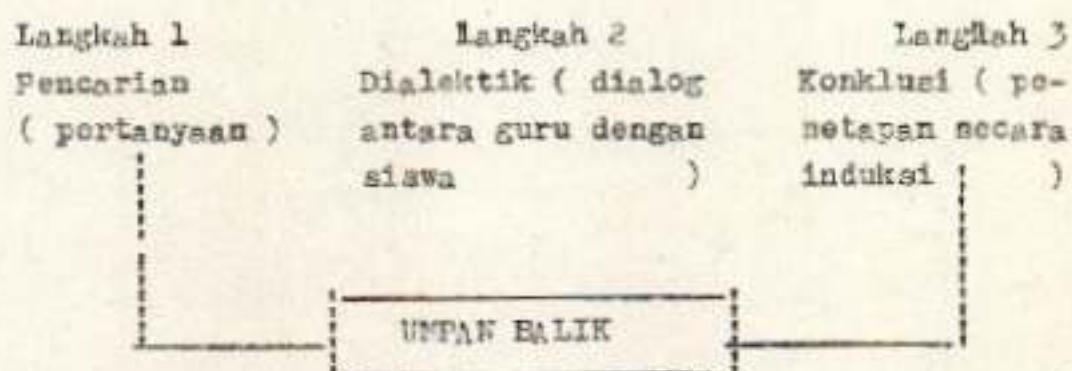 Langkah 1
Pencarian
( pertanyaan )
Langkah 2
Dialektik ( dialog
antara guru dengan
siswa )
Langkah 3
Konklusi ( pe-
netapan secara
induksi )
UMPAN BALIK